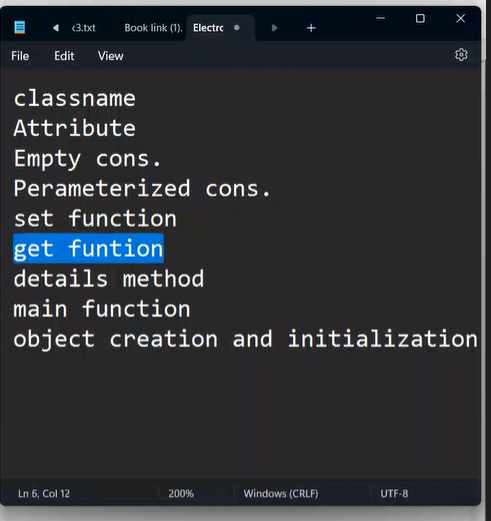 ‹3.txt Book link (1). Electrc
File Edit View
classname
Attribute
Empty cons.
Perameterized cons.
set function
get funtion
details method
main function
object creation and initialization
Ln 6, Col 12 200% Windows (CRLF) UTF-8